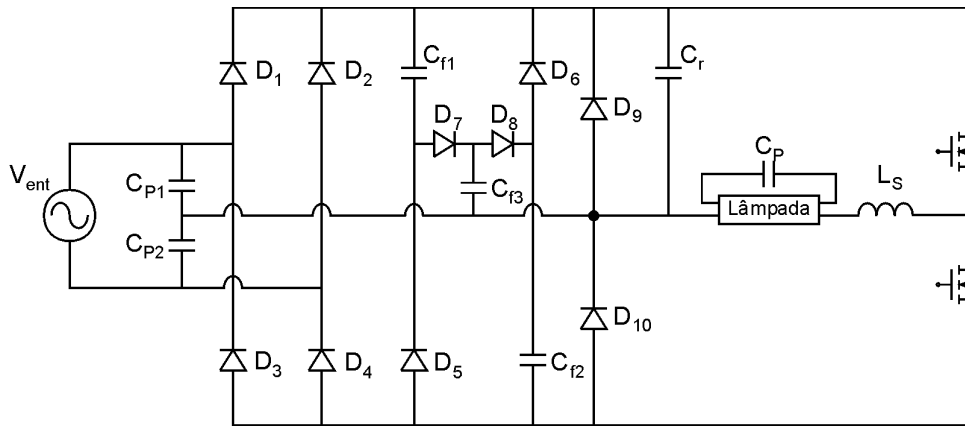 D1
D2
Cf1
D6
Cr
D7
D8
D9
Vent
CP1
CP2
Cf3
CP
Lâmpada
LS
D3
D4
D5
Cf2
D10